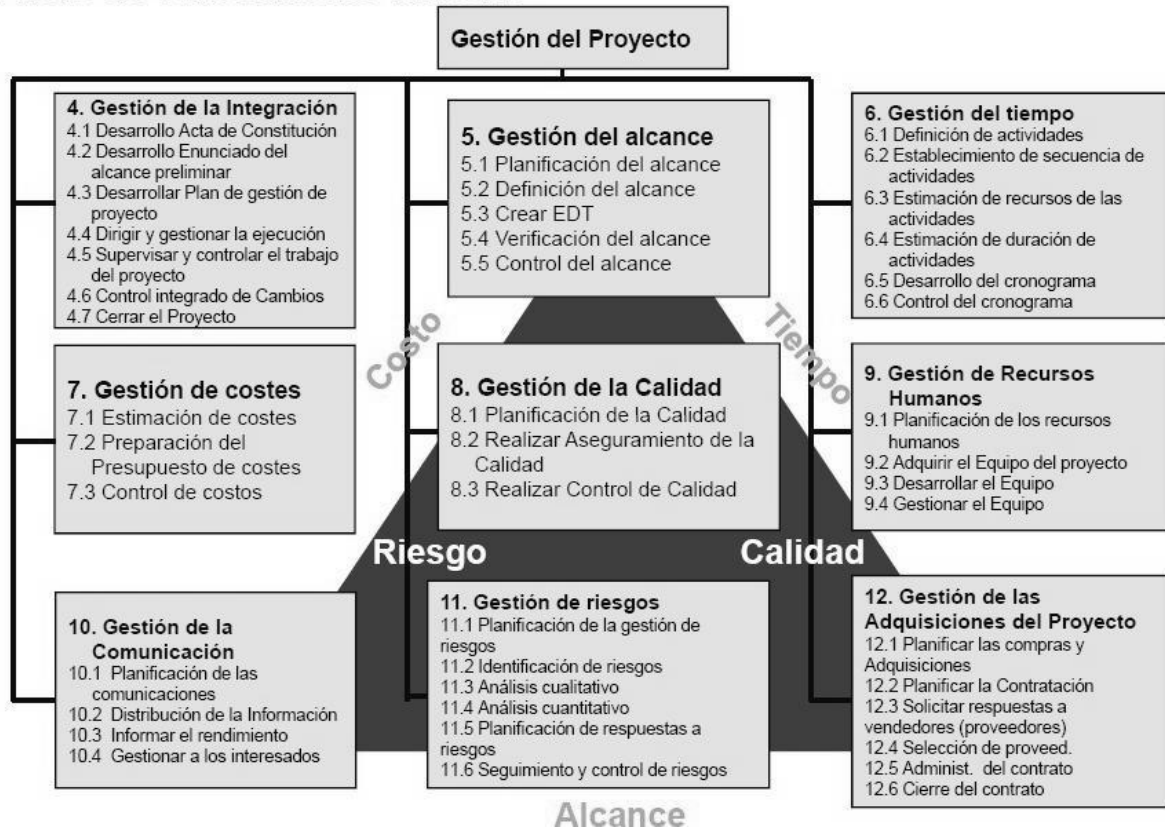 Gestión del Proyecto
4. Gestión de la Integración
4.1 Desarrollo Acta de Constitución
4.2 Desarrollo Enunciado del
alcance preliminar
4.3 Desarrollar Plan de gestión de
proyecto
4.4 Dirigir y gestionar la ejecución
4.5 Supervisar y controlar el trabajo
del proyecto
4.6 Control integrado de Cambios
4.7 Cerrar el Proyecto
5. Gestión del alcance
5.1 Planificación del alcance
5.2 Definición del alcance
5.3 Crear EDT
5.4 Verificación del alcance
5.5 Control del alcance
6. Gestión del tiempo
6.1 Definición de actividades
6.2 Establecimiento de secuencia de
actividades
6.3 Estimación de recursos de las
actividades
6.4 Estimación de duración de
actividades
6.5 Desarrollo del cronograma
6.6 Control del cronograma
Costo
Tiempo
7. Gestión de costes
7.1 Estimación de costes
7.2 Preparación del
Presupuesto de costes
7.3 Control de costos
8. Gestión de la Calidad
8.1 Planificación de la Calidad
8.2 Realizar Aseguramiento de la
Calidad
8.3 Realizar Control de Calidad
9. Gestión de Recursos
Humanos
9.1 Planificación de los recursos
humanos
9.2 Adquirir el Equipo del proyecto
9.3 Desarrollar el Equipo
9.4 Gestionar el Equipo
Riesgo
Calidad
10. Gestión de la
Comunicación
10.1 Planificación de las
comunicaciones
10.2 Distribución de la Información
10.3 Informar el rendimiento
10.4 Gestionar a los interesados
11. Gestión de riesgos
11.1 Planificación de la gestión de
riesgos
11.2 Identificación de riesgos
11.3 Análisis cualitativo
11.4 Análisis cuantitativo
11.5 Planificación de respuestas a
riesgos
11.6 Seguimiento y control de riesgos
12. Gestión de las
Adquisiciones del Proyecto
12.1 Planificar las compras y
Adquisiciones
12.2 Planificar la Contratación
12.3 Solicitar respuestas a
vendedores (proveedores)
12.4 Selección de proveed.
12.5 Administ. del contrato
12.6 Cierre del contrato
Alcance